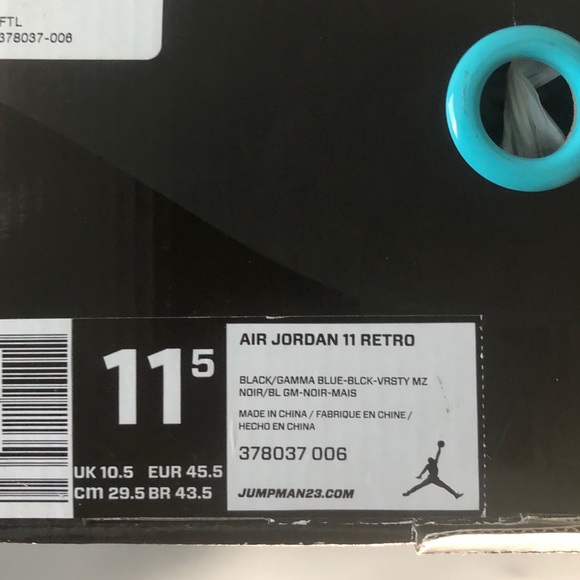 FTL
378037-006
11⁵
UK 10.5 EUR 45.5
cm 29.5 BR 43.5
AIR JORDAN 11 RETRO
BLACK/GAMMA BLUE-BLCK-VRSTY MZ
NOIR/BL GM-NOIR-MAIS
MADE IN CHINA / FABRIQUE EN CHINE /
HECHO EN CHINA
378037 006
JUMPMAN23.COM